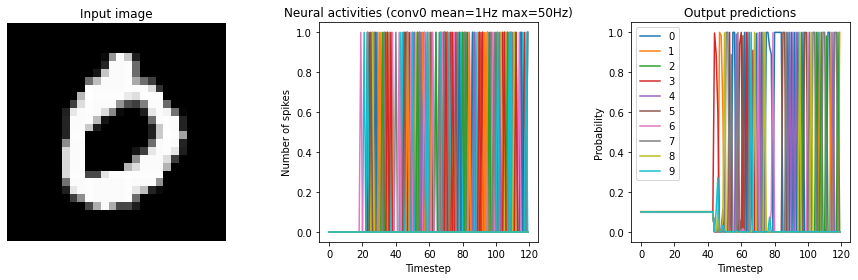 Input image
Neural activities (conv0 mean=1Hz max=50Hz)
Output predictions
Number of spikes
1.0
0.8
0.6
0.4
0.2
0.0
0 20 40 60 80 100 120
Timestep
Probability
1.0
0.8
0.6
0.4
0.2
0.0
0
1
2
3
4
5
6
7
8
9
0 20 40 60 80 100 120
Timestep